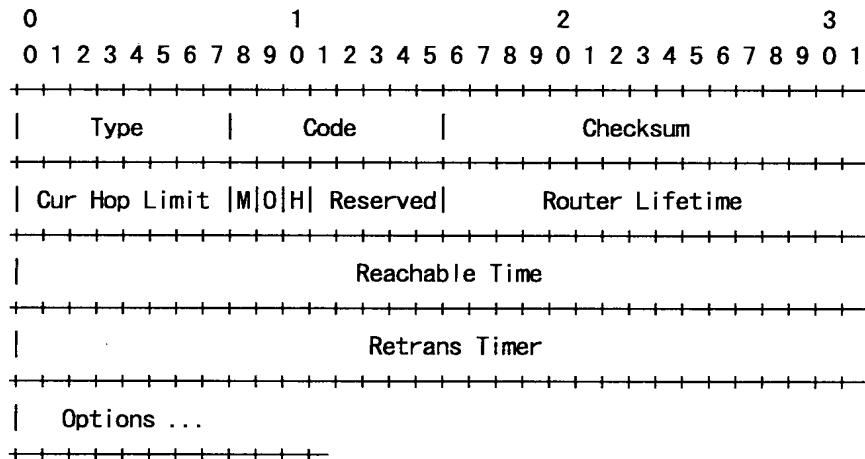 0 1 2 3
0 1 2 3 4 5 6 7 8 9 0 1 2 3 4 5 6 7 8 9 0 1 2 3 4 5 6 7 8 9 0 1
+-+-+-+-+-+-+-+-+-+-+-+-+-+-+-+-+-+-+-+-+-+-+-+-+-+-+-+-+-+-+-+-
| Type | Code | Checksum
+-+-+-+-+-+-+-+-+-+-+-+-+-+-+-+-+-+-+-+-+-+-+-+-+-+-+-+-+-+-+-+-
| Cur Hop Limit |M|O|H| Reserved| Router Lifetime
+-+-+-+-+-+-+-+-+-+-+-+-+-+-+-+-+-+-+-+-+-+-+-+-+-+-+-+-+-+-+-+-
| Reachable Time
+-+-+-+-+-+-+-+-+-+-+-+-+-+-+-+-+-+-+-+-+-+-+-+-+-+-+-+-+-+-+-+-
| Retrans Timer
+-+-+-+-+-+-+-+-+-+-+-+-+-+-+-+-+-+-+-+-+-+-+-+-+-+-+-+-+-+-+-+-
| Options ...
+-+-+-+-+-+-+-+-+-+-+-+-